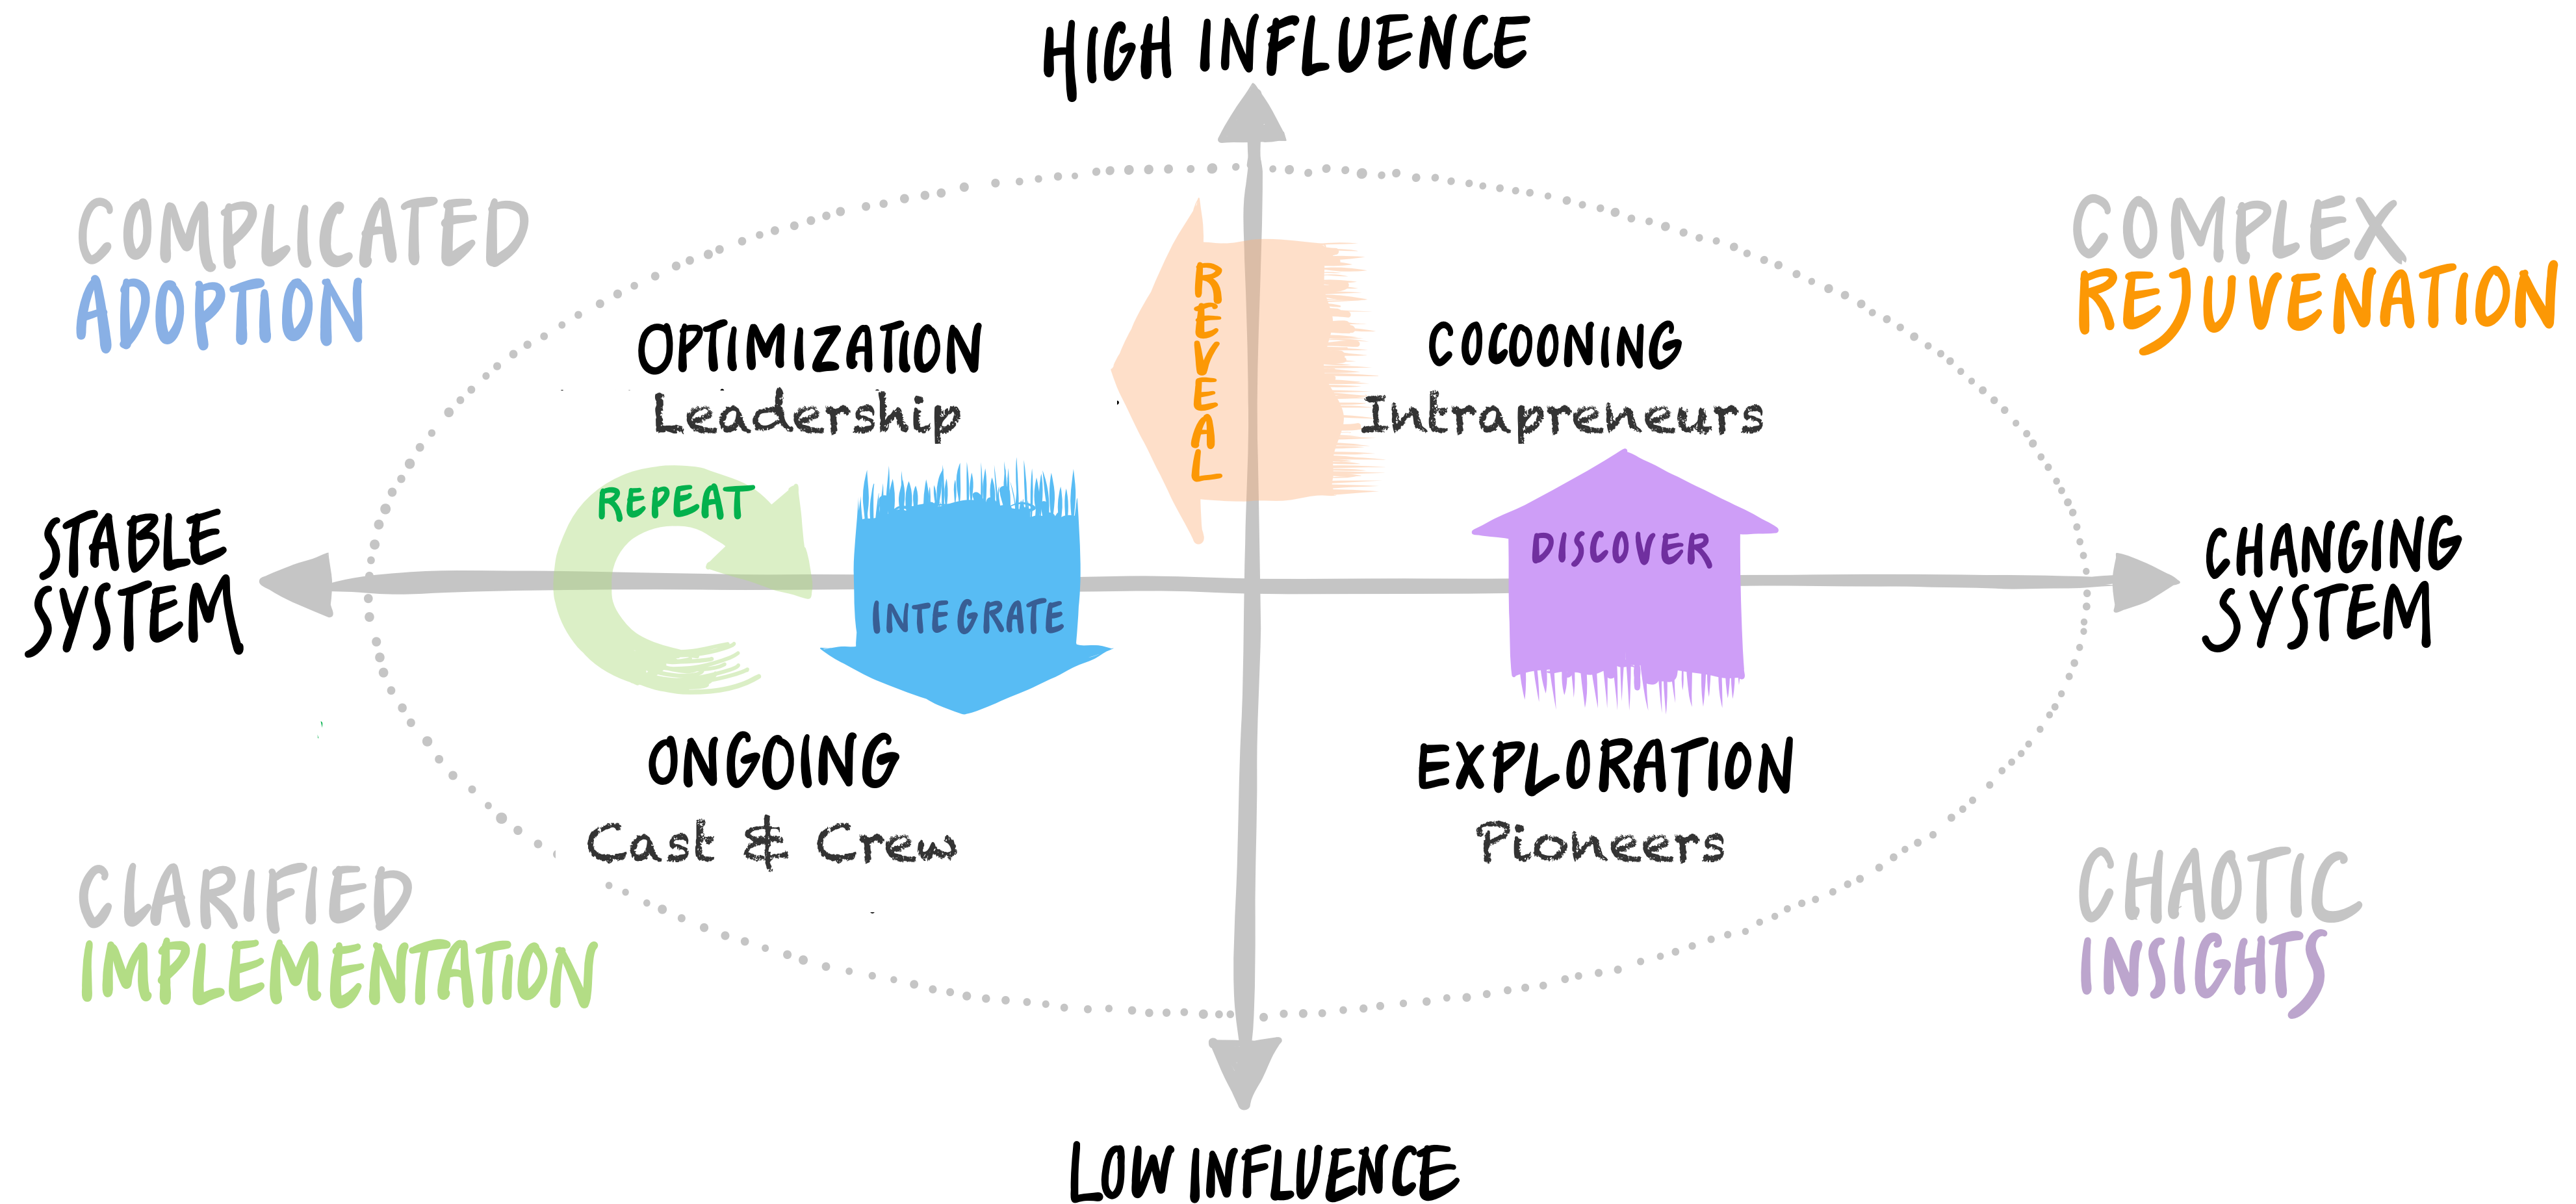 HIGH INFLUENCE
COMPLICATED
ADOPTION
COMPLEX
REJUVENATION
OPTIMIZATION
Leadership
REVEAL
COCOONING
Intrapreneurs
REPEAT
INTEGRATE
DISCOVER
STABLE
SYSTEM
CHANGING
SYSTEM
ONGOING
Cast & Crew
EXPLORATION
Pioneers
CLARIFIED
IMPLEMENTATION
CHAOTIC
INSIGHTS
LOW INFLUENCE